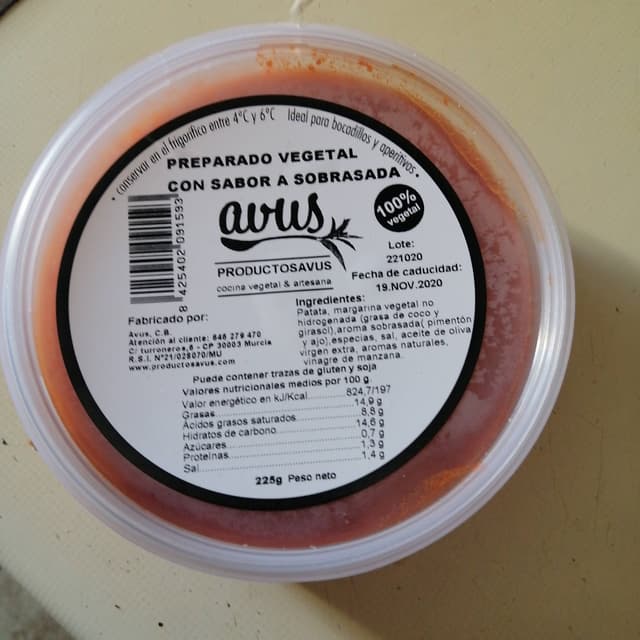 • conservar en el frigorífico entre 4ºC y 6ºC Ideal para bocadillos y aperitivos •
PREPARADO VEGETAL
CON SABOR A SOBRASADA
avus
100%
vegetal
PRODUCTOSAVUS
cocina vegetal & artesana
8 425402 091593
Lote:
221020
Fecha de caducidad:
19.NOV.2020
Fabricado por:
Avus, C.B.
Atención al cliente: 646 279 470
C/ turroneros,6 - CP 30003 Murcia
R.S.I. Nº21/028070/MU
www.productosavus.com
Ingredientes:
Patata, margarina vegetal no
hidrogenada (grasa de coco y
girasol),aroma sobrasada( pimentón
y ajo),especias, sal, aceite de oliva
virgen extra, aromas naturales,
vinagre de manzana.
Puede contener trazas de gluten y soja
Valores nutricionales medios por 100 g.
Valor energético en kJ/Kcal 824,7/197
Grasas 14,9 g
Ácidos grasos saturados 8,8 g
Hidratos de carbono 14,6 g
Azúcares 0,7 g
Proteínas 1,3 g
Sal 1,4 g
225g Peso neto